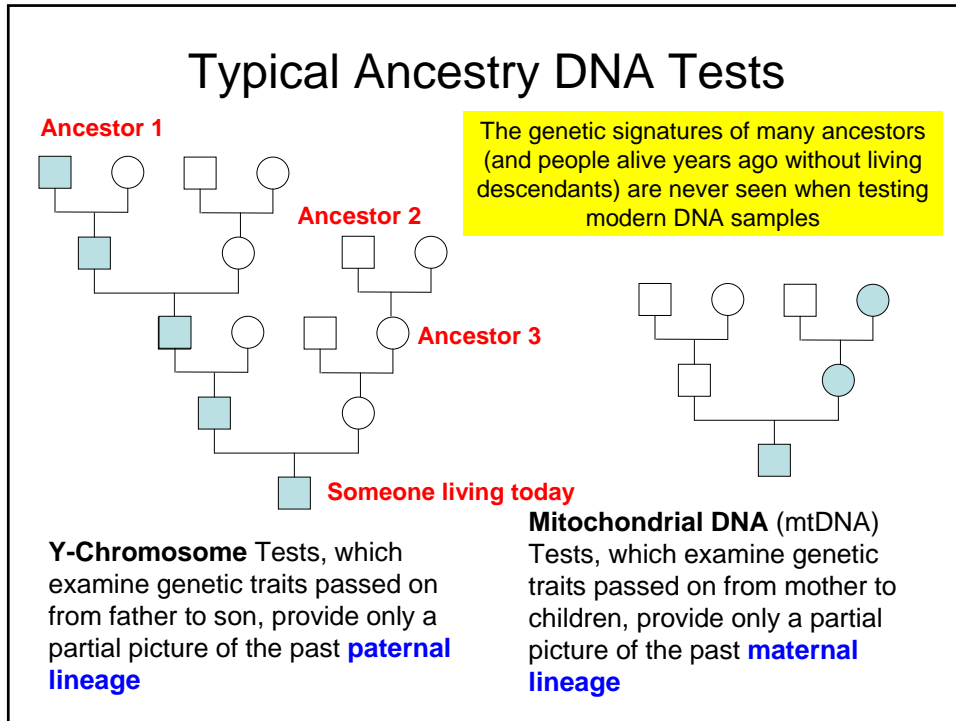 Typical Ancestry DNA Tests
Ancestor 1
The genetic signatures of many ancestors
(and people alive years ago without living
descendants) are never seen when testing
modern DNA samples
Ancestor 2
Ancestor 3
Someone living today
Y-Chromosome Tests, which
examine genetic traits passed on
from father to son, provide only a
partial picture of the past paternal
lineage
Mitochondrial DNA (mtDNA)
Tests, which examine genetic
traits passed on from mother to
children, provide only a partial
picture of the past maternal
lineage